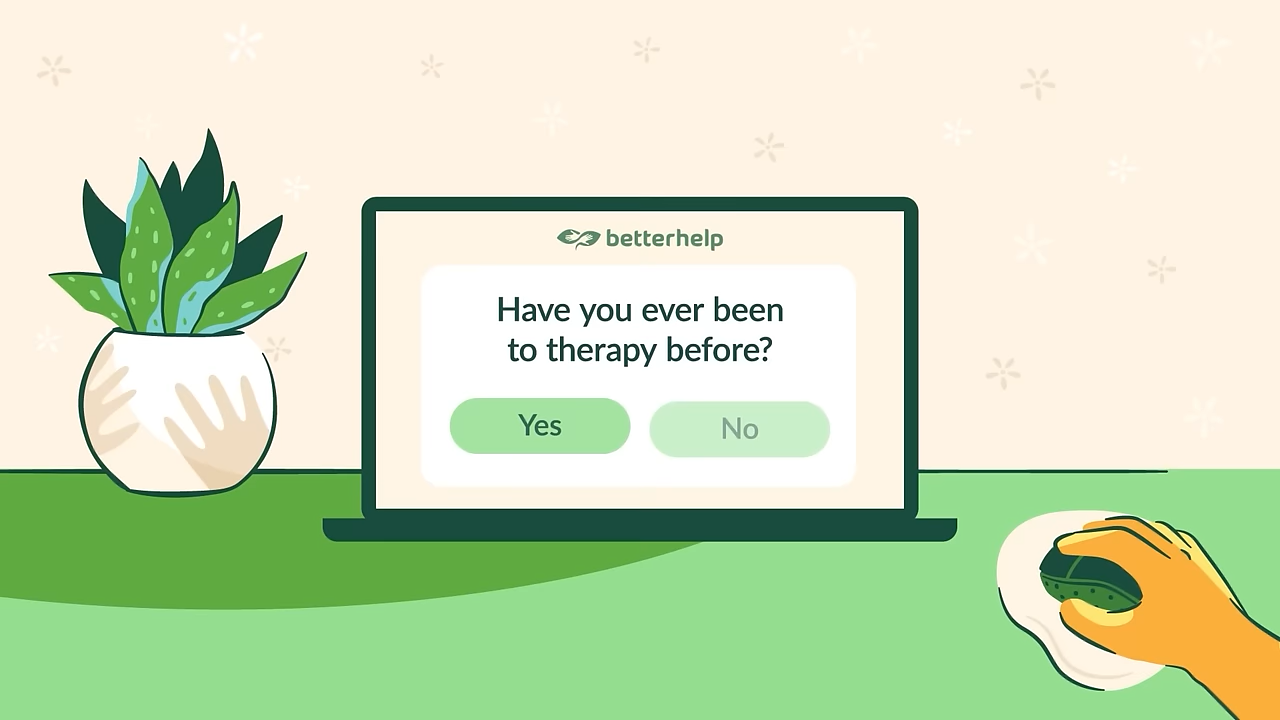 betterhelp
Have you ever been
to therapy before?
Yes
No